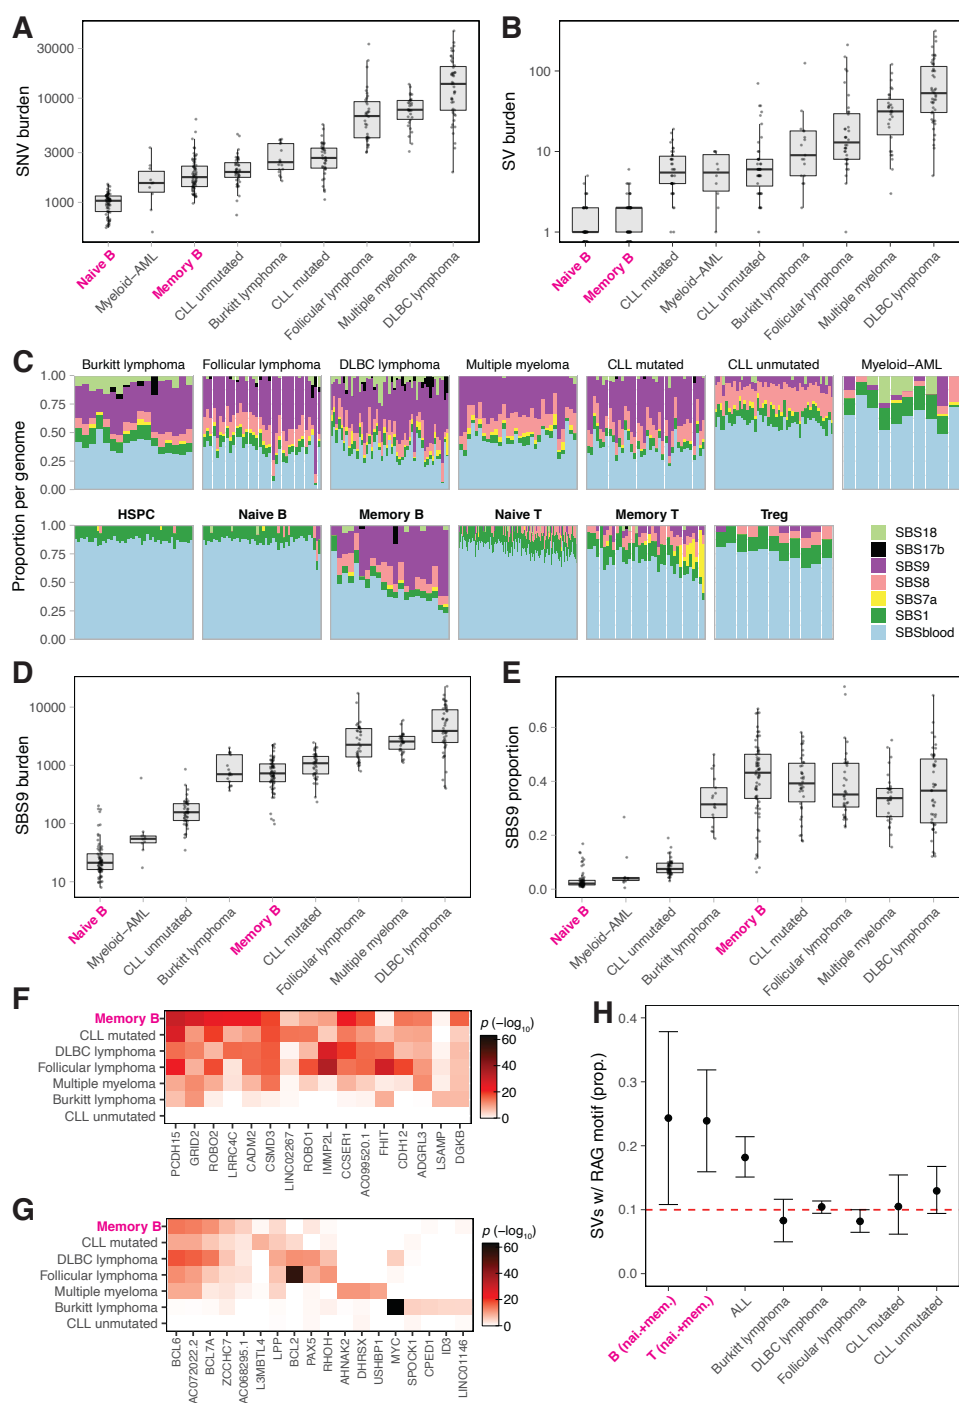 A
SNV burden
30000
10000
3000
1000
Naive B
Myeloid–AML
Memory B
CLL unmutated
Burkitt lymphoma
CLL mutated
Follicular lymphoma
Multiple myeloma
DLBC lymphoma
B
SV burden
100
10
1
Naive B
Memory B
CLL mutated
Myeloid–AML
CLL unmutated
Burkitt lymphoma
Follicular lymphoma
Multiple myeloma
DLBC lymphoma
C
Proportion per genome
Burkitt lymphoma
Follicular lymphoma
DLBC lymphoma
Multiple myeloma
CLL mutated
CLL unmutated
Myeloid–AML
1.00
0.75
0.50
0.25
0.00
HSPC
Naive B
Memory B
Naive T
Memory T
Treg
1.00
0.75
0.50
0.25
0.00
SBS18
SBS17b
SBS9
SBS8
SBS7a
SBS1
SBSblood
D
SBS9 burden
10000
1000
100
10
Naive B
Myeloid–AML
CLL unmutated
Burkitt lymphoma
Memory B
CLL mutated
Follicular lymphoma
Multiple myeloma
DLBC lymphoma
E
SBS9 proportion
0.6
0.4
0.2
0.0
Naive B
Myeloid–AML
CLL unmutated
Burkitt lymphoma
Memory B
CLL mutated
Follicular lymphoma
Multiple myeloma
DLBC lymphoma
F
Memory B
CLL mutated
DLBC lymphoma
Follicular lymphoma
Multiple myeloma
Burkitt lymphoma
CLL unmutated
PCDH15
GRID2
ROBO2
LRRC4C
CADM2
CSMD3
LINC02267
ROBO1
IMMP2L
CCSER1
AC099520.1
FHIT
CDH12
ADGRL3
LSAMP
DGKB
p (–log10)
60
40
20
0
G
Memory B
CLL mutated
DLBC lymphoma
Follicular lymphoma
Multiple myeloma
Burkitt lymphoma
CLL unmutated
BCL6
AC072022.2
BCL7A
ZCCHC7
AC068295.1
L3MBTL4
LPP
BCL2
PAX5
RHOH
AHNAK2
DHRSX
USHBP1
MYC
SPOCK1
CPED1
ID3
LINC01146
p (–log10)
60
40
20
0
H
SVs w/ RAG motif (prop.)
0.4
0.3
0.2
0.1
0.0
B (nai.+mem.)
T (nai.+mem.)
ALL
Burkitt lymphoma
DLBC lymphoma
Follicular lymphoma
CLL mutated
CLL unmutated